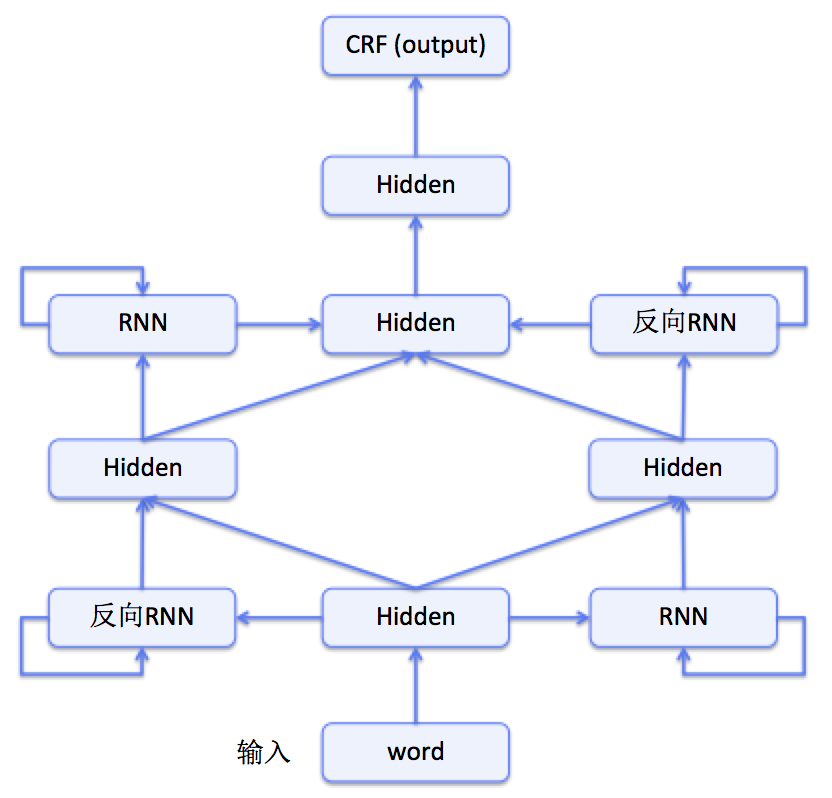 CRF (output)
Hidden
RNN
Hidden
反向RNN
Hidden
Hidden
反向RNN
Hidden
RNN
输入
word